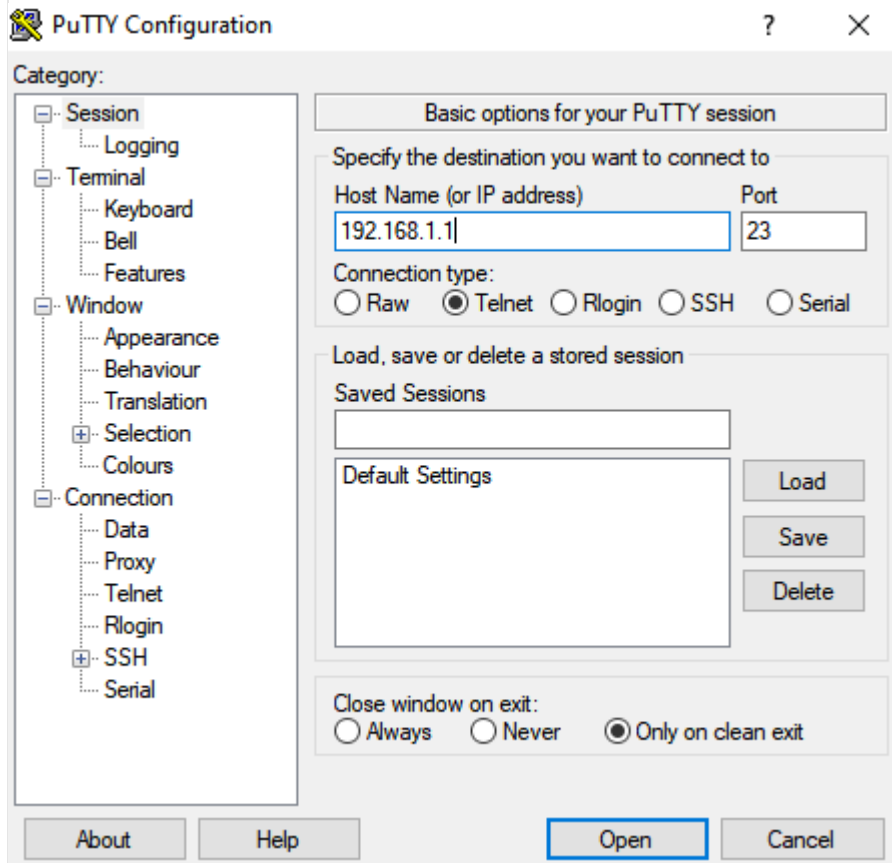 PuTTY Configuration
?
Category:
Session
Logging
Terminal
Keyboard
Bell
Features
Window
Appearance
Behaviour
Translation
Selection
Colours
Connection
Data
Proxy
Telnet
Rlogin
SSH
Serial
Basic options for your PuTTY session
Specify the destination you want to connect to
Host Name (or IP address) Port
192.168.1.1 23
Connection type:
Raw Telnet Rlogin SSH Serial
Load, save or delete a stored session
Saved Sessions
Default Settings
Load
Save
Delete
Close window on exit:
Always Never Only on clean exit
About Help Open Cancel